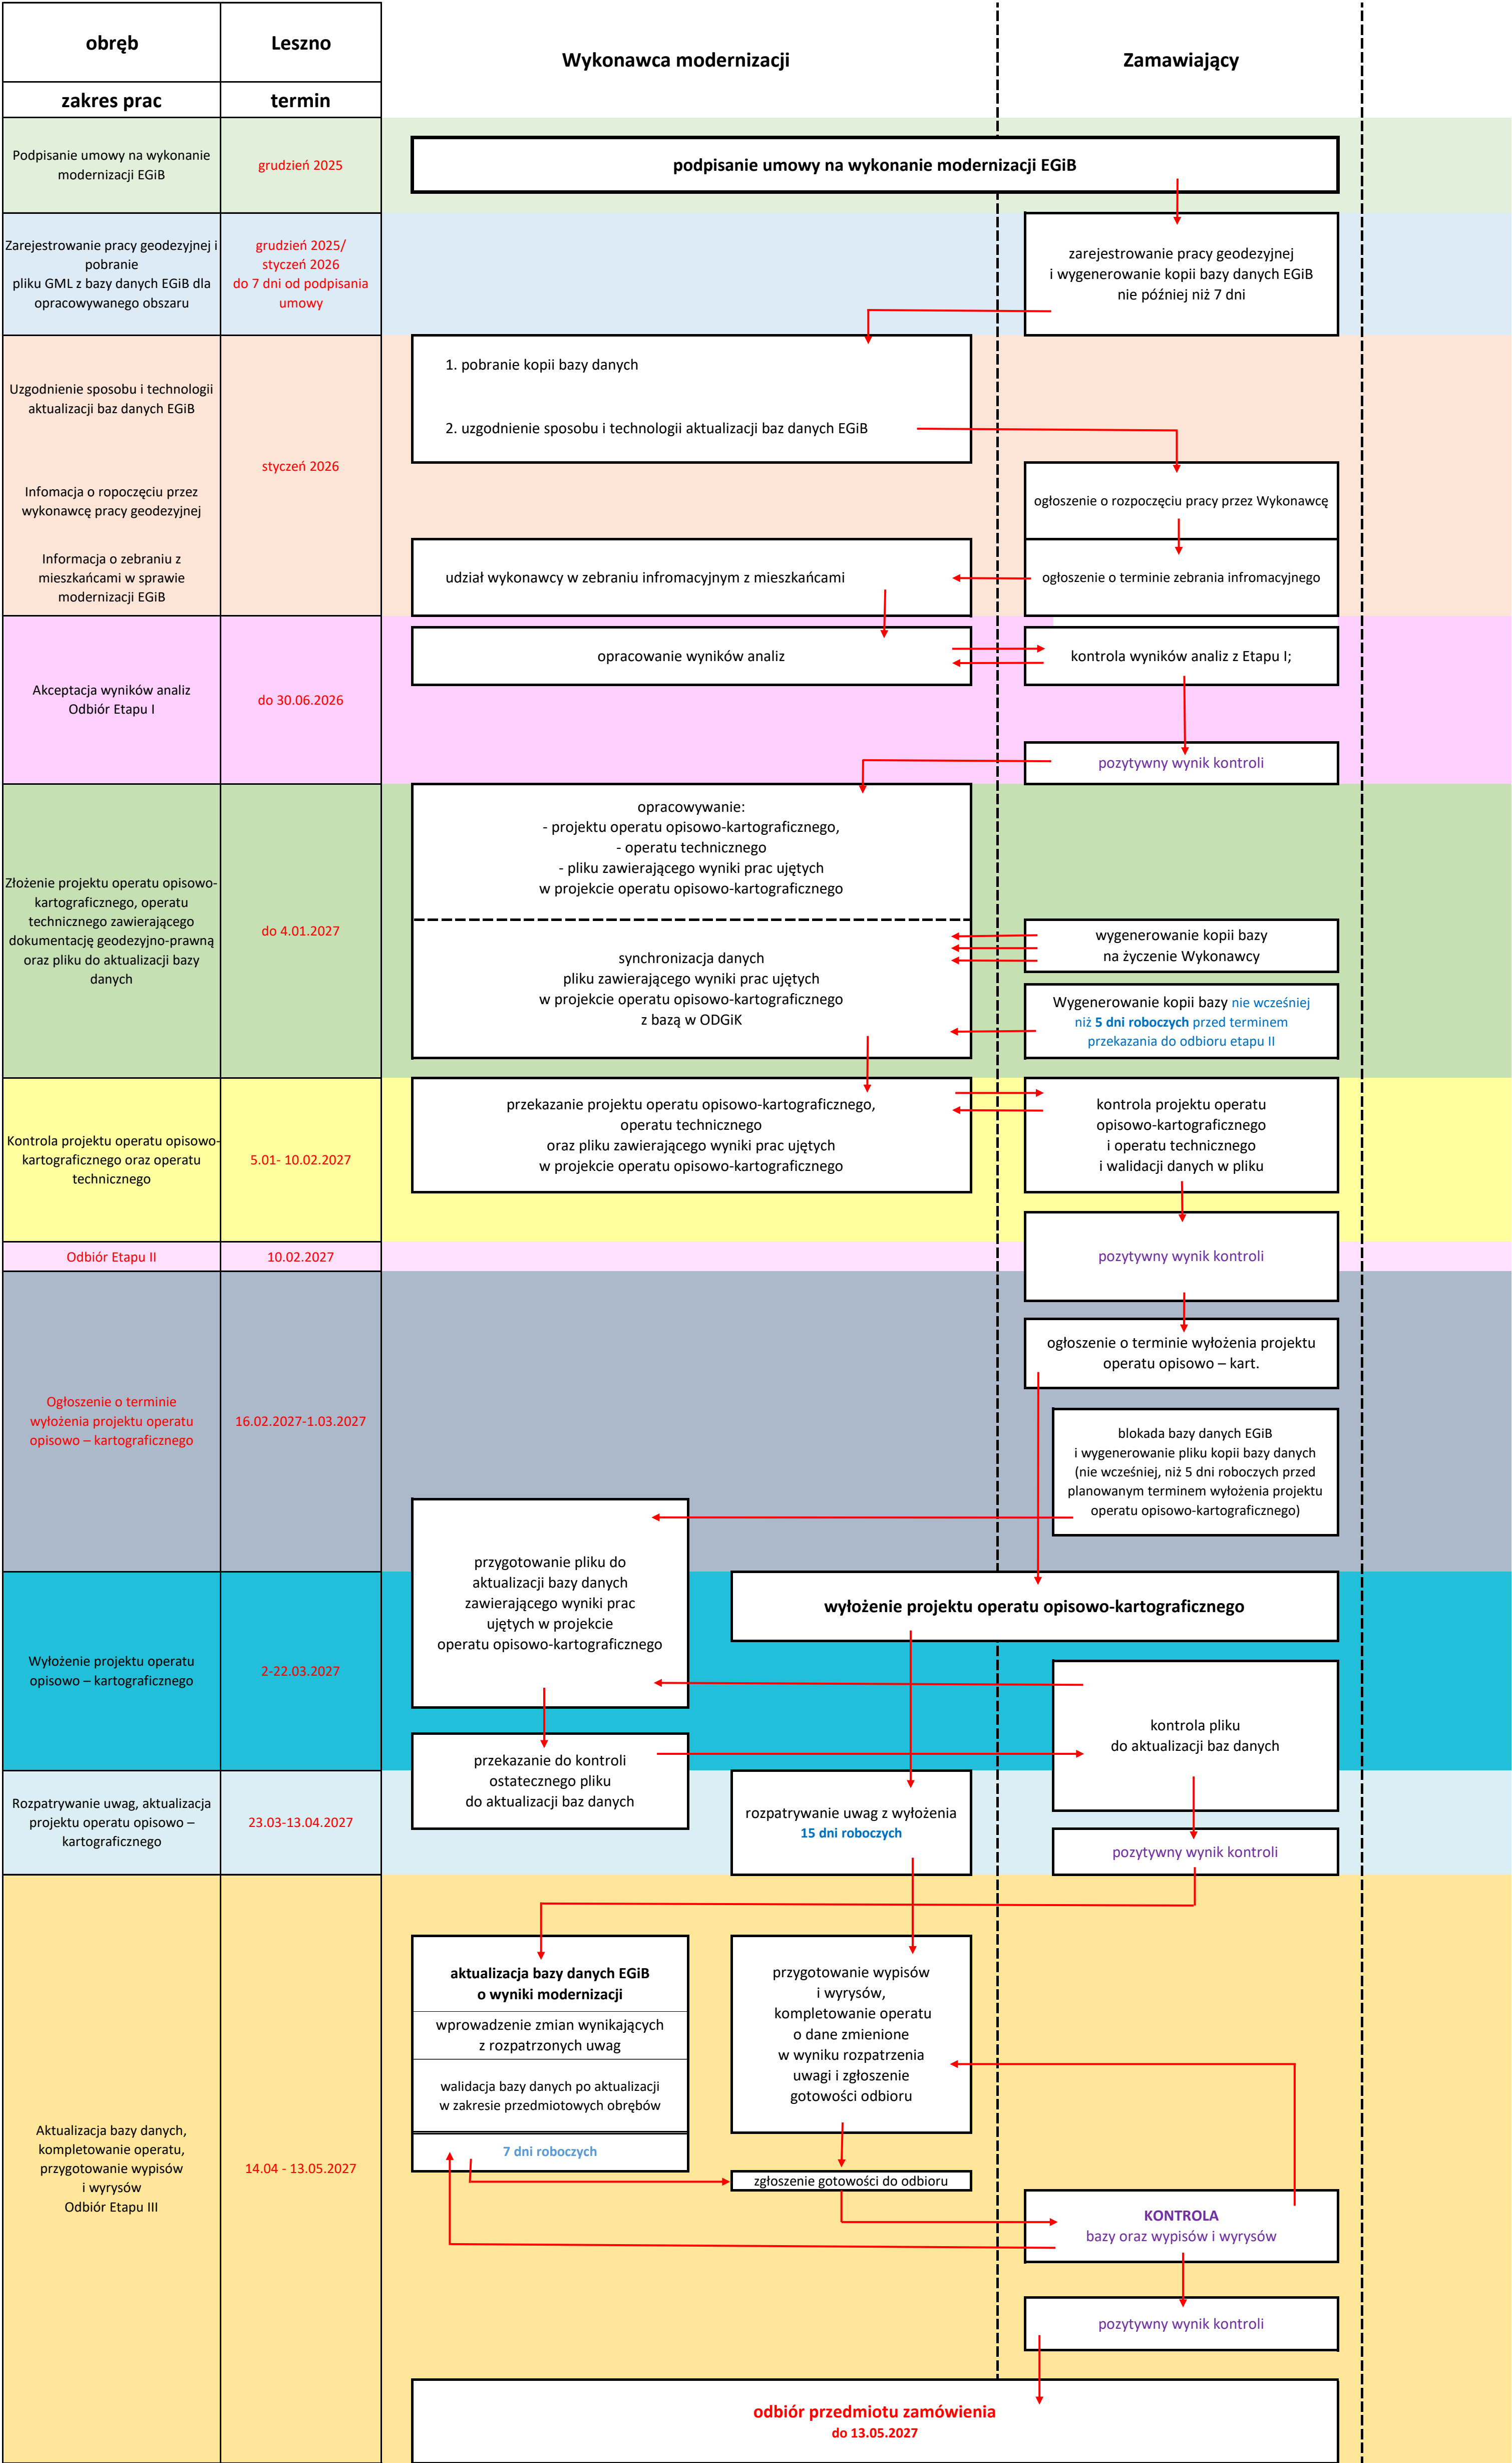 obręb
Leszno
Wykonawca modernizacji
Zamawiający
zakres prac
termin
Podpisanie umowy na wykonanie
modernizacji EGiB
grudzień 2025
podpisanie umowy na wykonanie modernizacji EGiB
Zarejestrowanie pracy geodezyjnej i
pobranie
pliku GML z bazy danych EGiB dla
opracowywanego obszaru
grudzień 2025/
styczeń 2026
do 7 dni od podpisania
umowy
zarejestrowanie pracy geodezyjnej
i wygenerowanie kopii bazy danych EGiB
nie później niż 7 dni
Uzgodnienie sposobu i technologii
aktualizacji baz danych EGiB
Infomacja o ropoczęciu przez
wykonawcę pracy geodezyjnej
Informacja o zebraniu z
mieszkańcami w sprawie
modernizacji EGiB
styczeń 2026
1. pobranie kopii bazy danych
2. uzgodnienie sposobu i technologii aktualizacji baz danych EGiB
ogłoszenie o rozpoczęciu pracy przez Wykonawcę
udział wykonawcy w zebraniu infromacyjnym z mieszkańcami
ogłoszenie o terminie zebrania infromacyjnego
Akceptacja wyników analiz
Odbiór Etapu I
do 30.06.2026
opracowanie wyników analiz
kontrola wyników analiz z Etapu I;
pozytywny wynik kontroli
Złożenie projektu operatu opisowo-
kartograficznego, operatu
technicznego zawierającego
dokumentację geodezyjno-prawną
oraz pliku do aktualizacji bazy
danych
do 4.01.2027
opracowywanie:
- projektu operatu opisowo-kartograficznego,
- operatu technicznego
- pliku zawierającego wyniki prac ujętych
w projekcie operatu opisowo-kartograficznego
synchronizacja danych
pliku zawierającego wyniki prac ujętych
w projekcie operatu opisowo-kartograficznego
z bazą w ODGiK
wygenerowanie kopii bazy
na życzenie Wykonawcy
Wygenerowanie kopii bazy nie wcześniej
niż 5 dni roboczych przed terminem
przekazania do odbioru etapu II
Kontrola projektu operatu opisowo-
kartograficznego oraz operatu
technicznego
5.01- 10.02.2027
przekazanie projektu operatu opisowo-kartograficznego,
operatu technicznego
oraz pliku zawierającego wyniki prac ujętych
w projekcie operatu opisowo-kartograficznego
kontrola projektu operatu
opisowo-kartograficznego
i operatu technicznego
i walidacji danych w pliku
Odbiór Etapu II
10.02.2027
pozytywny wynik kontroli
Ogłoszenie o terminie
wyłożenia projektu operatu
opisowo – kartograficznego
16.02.2027-1.03.2027
ogłoszenie o terminie wyłożenia projektu
operatu opisowo – kart.
blokada bazy danych EGiB
i wygenerowanie pliku kopii bazy danych
(nie wcześniej, niż 5 dni roboczych przed
planowanym terminem wyłożenia projektu
operatu opisowo-kartograficznego)
przygotowanie pliku do
aktualizacji bazy danych
zawierającego wyniki prac
ujętych w projekcie
operatu opisowo-kartograficznego
wyłożenie projektu operatu opisowo-kartograficznego
Wyłożenie projektu operatu
opisowo – kartograficznego
2-22.03.2027
kontrola pliku
do aktualizacji baz danych
przekazanie do kontroli
ostatecznego pliku
do aktualizacji baz danych
Rozpatrywanie uwag, aktualizacja
projektu operatu opisowo –
kartograficznego
23.03-13.04.2027
rozpatrywanie uwag z wyłożenia
15 dni roboczych
pozytywny wynik kontroli
Aktualizacja bazy danych,
kompletowanie operatu,
przygotowanie wypisów
i wyrysów
Odbiór Etapu III
14.04 - 13.05.2027
aktualizacja bazy danych EGiB
o wyniki modernizacji
wprowadzenie zmian wynikających
z rozpatrzonych uwag
walidacja bazy danych po aktualizacji
w zakresie przedmiotowych obrębów
7 dni roboczych
przygotowanie wypisów
i wyrysów,
kompletowanie operatu
o dane zmienione
w wyniku rozpatrzenia
uwagi i zgłoszenie
gotowości odbioru
zgłoszenie gotowości do odbioru
KONTROLA
bazy oraz wypisów i wyrysów
pozytywny wynik kontroli
odbiór przedmiotu zamówienia
do 13.05.2027